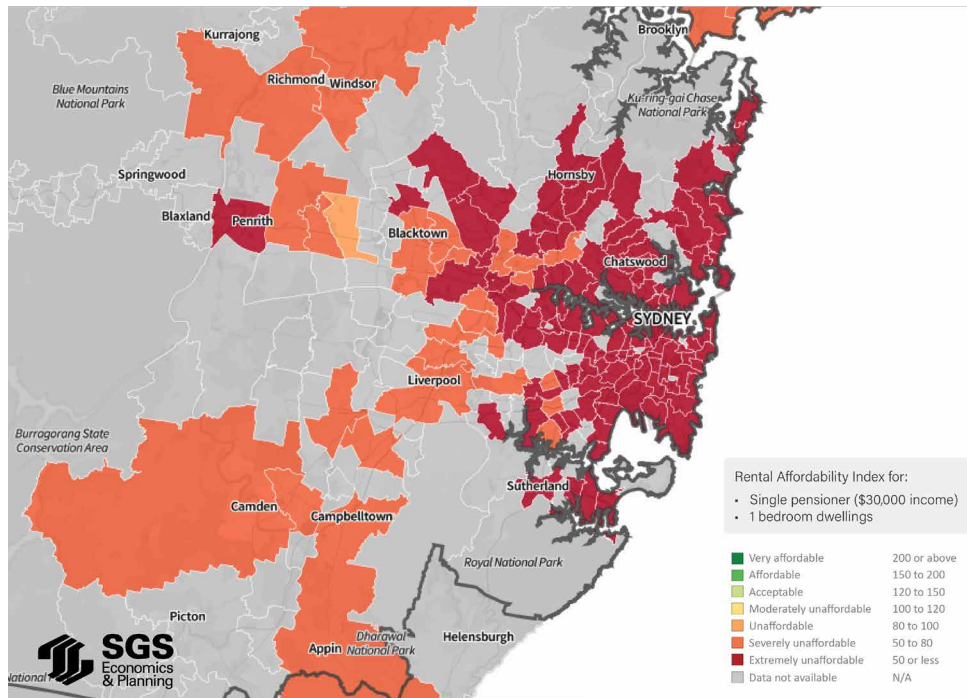 Kurrajong
Brooklyn
Richmond
Windsor
Blue Mountains
National Park
Ku-ring-gai Chase
National Park
Springwood
Hornsby
Blaxland
Penrith
Blacktown
Chatswood
SYDNEY
Liverpool
Burragorang State
Conservation Area
Sutherland
Camden
Campbelltown
Royal National Park
Picton
Helensburgh
Dharawal
National Park
Appin
National P
SGS
Economics
& Planning
Rental Affordability Index for:
• Single pensioner ($30,000 income)
• 1 bedroom dwellings
Very affordable 200 or above
Affordable 150 to 200
Acceptable 120 to 150
Moderately unaffordable 100 to 120
Unaffordable 80 to 100
Severely unaffordable 50 to 80
Extremely unaffordable 50 or less
Data not available N/A